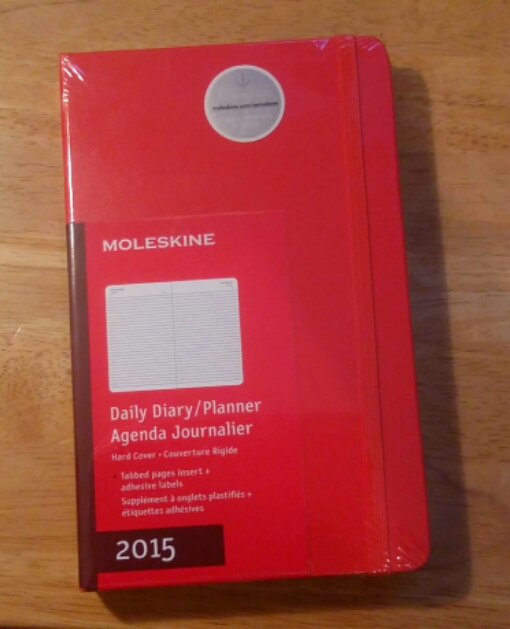 MOLESKINE
Daily Diary/Planner
Agenda Journalier
Hard Cover • Couverture Rigide
• Tabbed pages insert +
adhesive labels
Supplément à onglets plastifiés +
étiquettes adhésives
2015